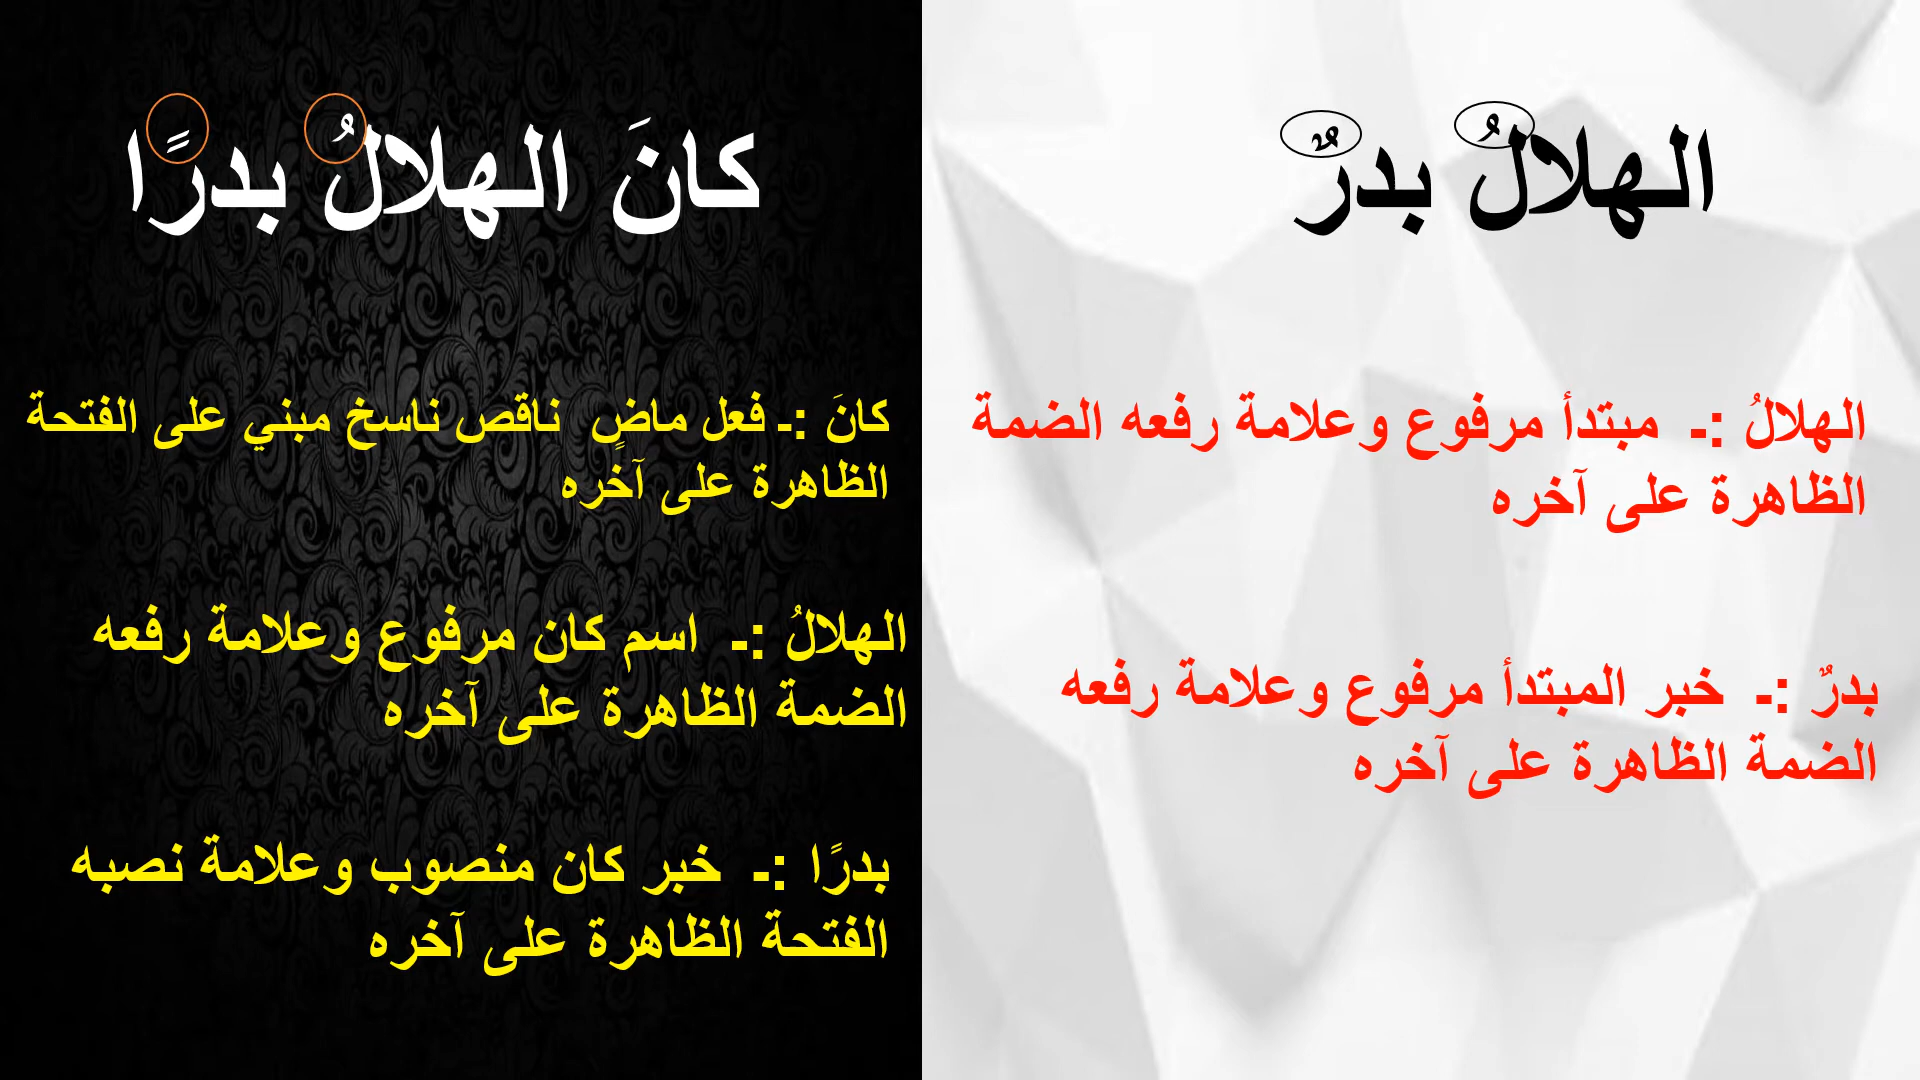 الهلالُ بدرٌ
الهلالُ :ـ مبتدأ مرفوع وعلامة رفعه الضمة
الظاهرة على آخره
بدرٌ :ـ خبر المبتدأ مرفوع وعلامة رفعه
الضمة الظاهرة على آخره
كانَ الهلالُ بدرًا
كانَ :ـ فعل ماضٍ ناقص ناسخ مبني على الفتحة
الظاهرة على آخره
الهلالُ :ـ اسم كان مرفوع وعلامة رفعه
الضمة الظاهرة على آخره
بدرًا :ـ خبر كان منصوب وعلامة نصبه
الفتحة الظاهرة على آخره